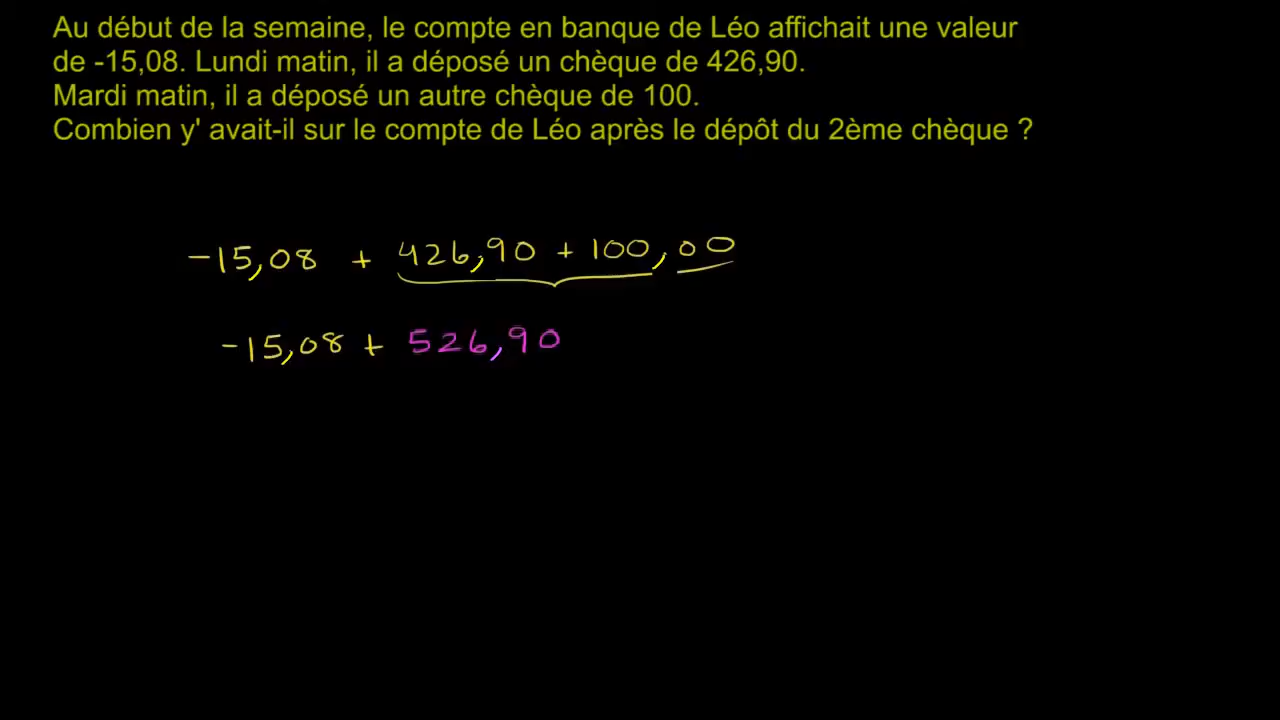 Au début de la semaine, le compte en banque de Léo affichait une valeur
de -15,08. Lundi matin, il a déposé un chèque de 426,90.
Mardi matin, il a déposé un autre chèque de 100.
Combien y' avait-il sur le compte de Léo après le dépôt du 2ème chèque ?
-15,08 + 426,90 + 100,00
-15,08 + 526,90